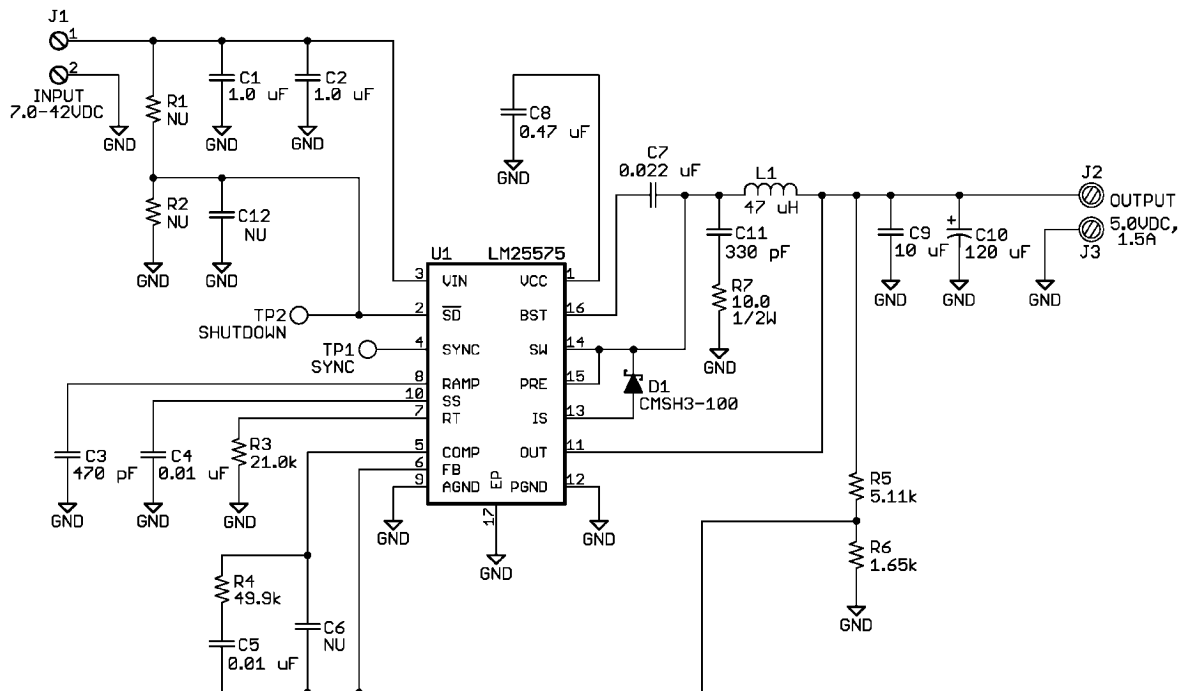 J1
1
2
INPUT
7.0-42VDC
GND
R1
NU
C1
1.0 uF
GND
C2
1.0 uF
GND
R2
NU
GND
C12
NU
GND
C8
0.47 uF
GND
C7
0.022 uF
L1
47 uH
C11
330 pF
R7
10.0
1/2W
GND
C9
10 uF
GND
+
C10
120 uF
GND
J2
OUTPUT
5.0VDC,
1.5A
J3
GND
U1
LM25575
3 VIN
VCC 1
2 SD
BST 16
4 SYNC
SW 14
8 RAMP
PRE 15
10 SS
7 RT
IS 13
5 COMP
OUT 11
6 FB
9 AGND
EP
PGND 12
17
TP2
SHUTDOWN
TP1
SYNC
D1
CMSH3-100
C3
470 pF
GND
C4
0.01 uF
GND
R3
21.0k
GND
GND
GND
GND
R5
5.11k
R6
1.65k
GND
R4
49.9k
C5
0.01 uF
C6
NU